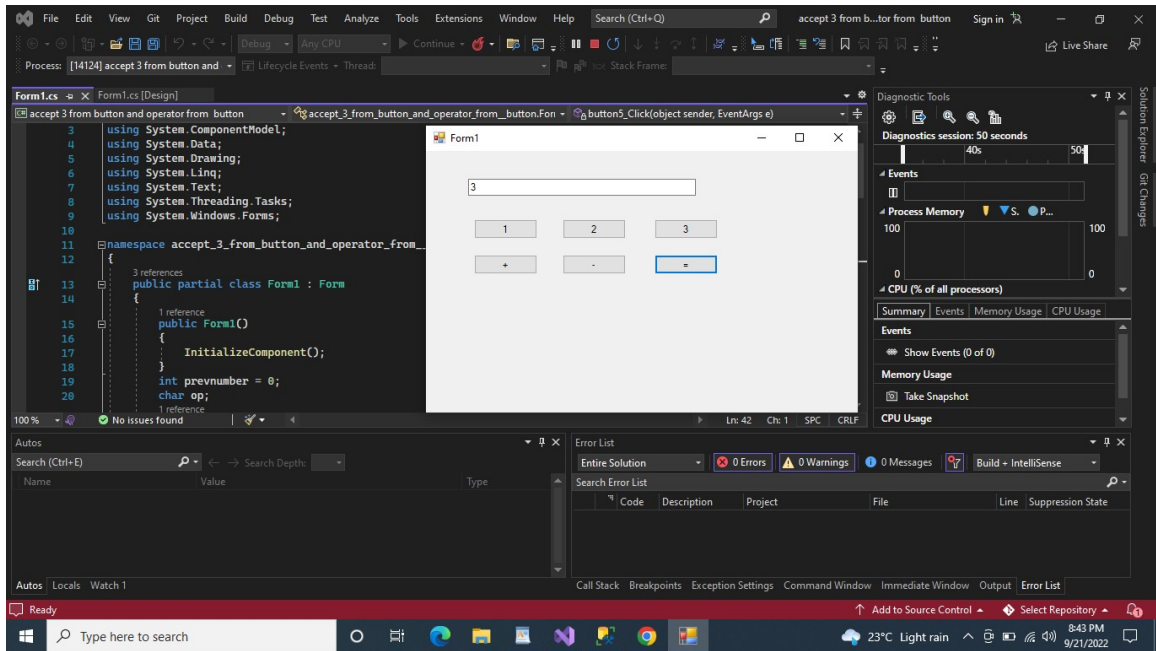 File Edit View Git Project Build Debug Test Analyze Tools Extensions Window Help Search (Ctrl+Q) accept 3 from b...tor from button Sign in
Debug Any CPU Continue Live Share
Process: [14124] accept 3 from button and Lifecycle Events Thread: Stack Frame:
Form1.cs Form1.cs [Design]
accept 3 from button and operator from button accept_3_from_button_and_operator_from__button.Forr button5_Click(object sender, EventArgs e)
3 using System.ComponentModel;
4 using System.Data;
5 using System.Drawing;
6 using System.Linq;
7 using System.Text;
8 using System.Threading.Tasks;
9 using System.Windows.Forms;
10
11 namespace accept_3_from_button_and_operator_from_
12 {
3 references
13 public partial class Form1 : Form
14 {
1 reference
15 public Form1()
16 {
17 InitializeComponent();
18 }
19 int prevnumber = 0;
20 char op;
1 reference
100 % No issues found Ln: 42 Ch: 1 SPC CRLF
Form1
3
1 2 3
+ - =
Diagnostic Tools
Diagnostics session: 50 seconds
40s 50s
Events
Process Memory S. P...
100 100
0 0
CPU (% of all processors)
Summary Events Memory Usage CPU Usage
Events
Show Events (0 of 0)
Memory Usage
Take Snapshot
CPU Usage
Solution Explorer
Git Changes
Autos
Search (Ctrl+E) Search Depth:
Name Value Type
Autos Locals Watch 1
Error List
Entire Solution 0 Errors 0 Warnings 0 Messages Build + IntelliSense
Search Error List
Code Description Project File Line Suppression State
Call Stack Breakpoints Exception Settings Command Window Immediate Window Output Error List
Ready Add to Source Control Select Repository
Type here to search 23°C Light rain 8:43 PM
9/21/2022